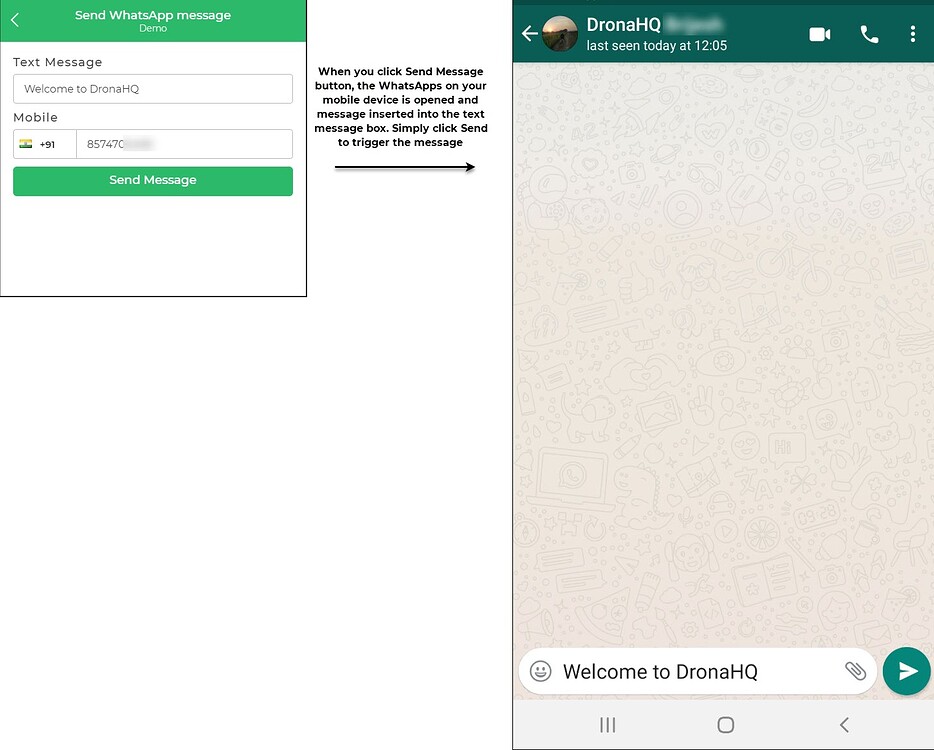 Send WhatsApp message
Demo
Text Message
Welcome to DronaHQ
Mobile
+91
857470
Send Message
When you click Send Message
button, the WhatsApps on your
mobile device is opened and
message inserted into the text
message box. Simply click Send
to trigger the message
DronaHQ
last seen today at 12:05
Welcome to DronaHQ